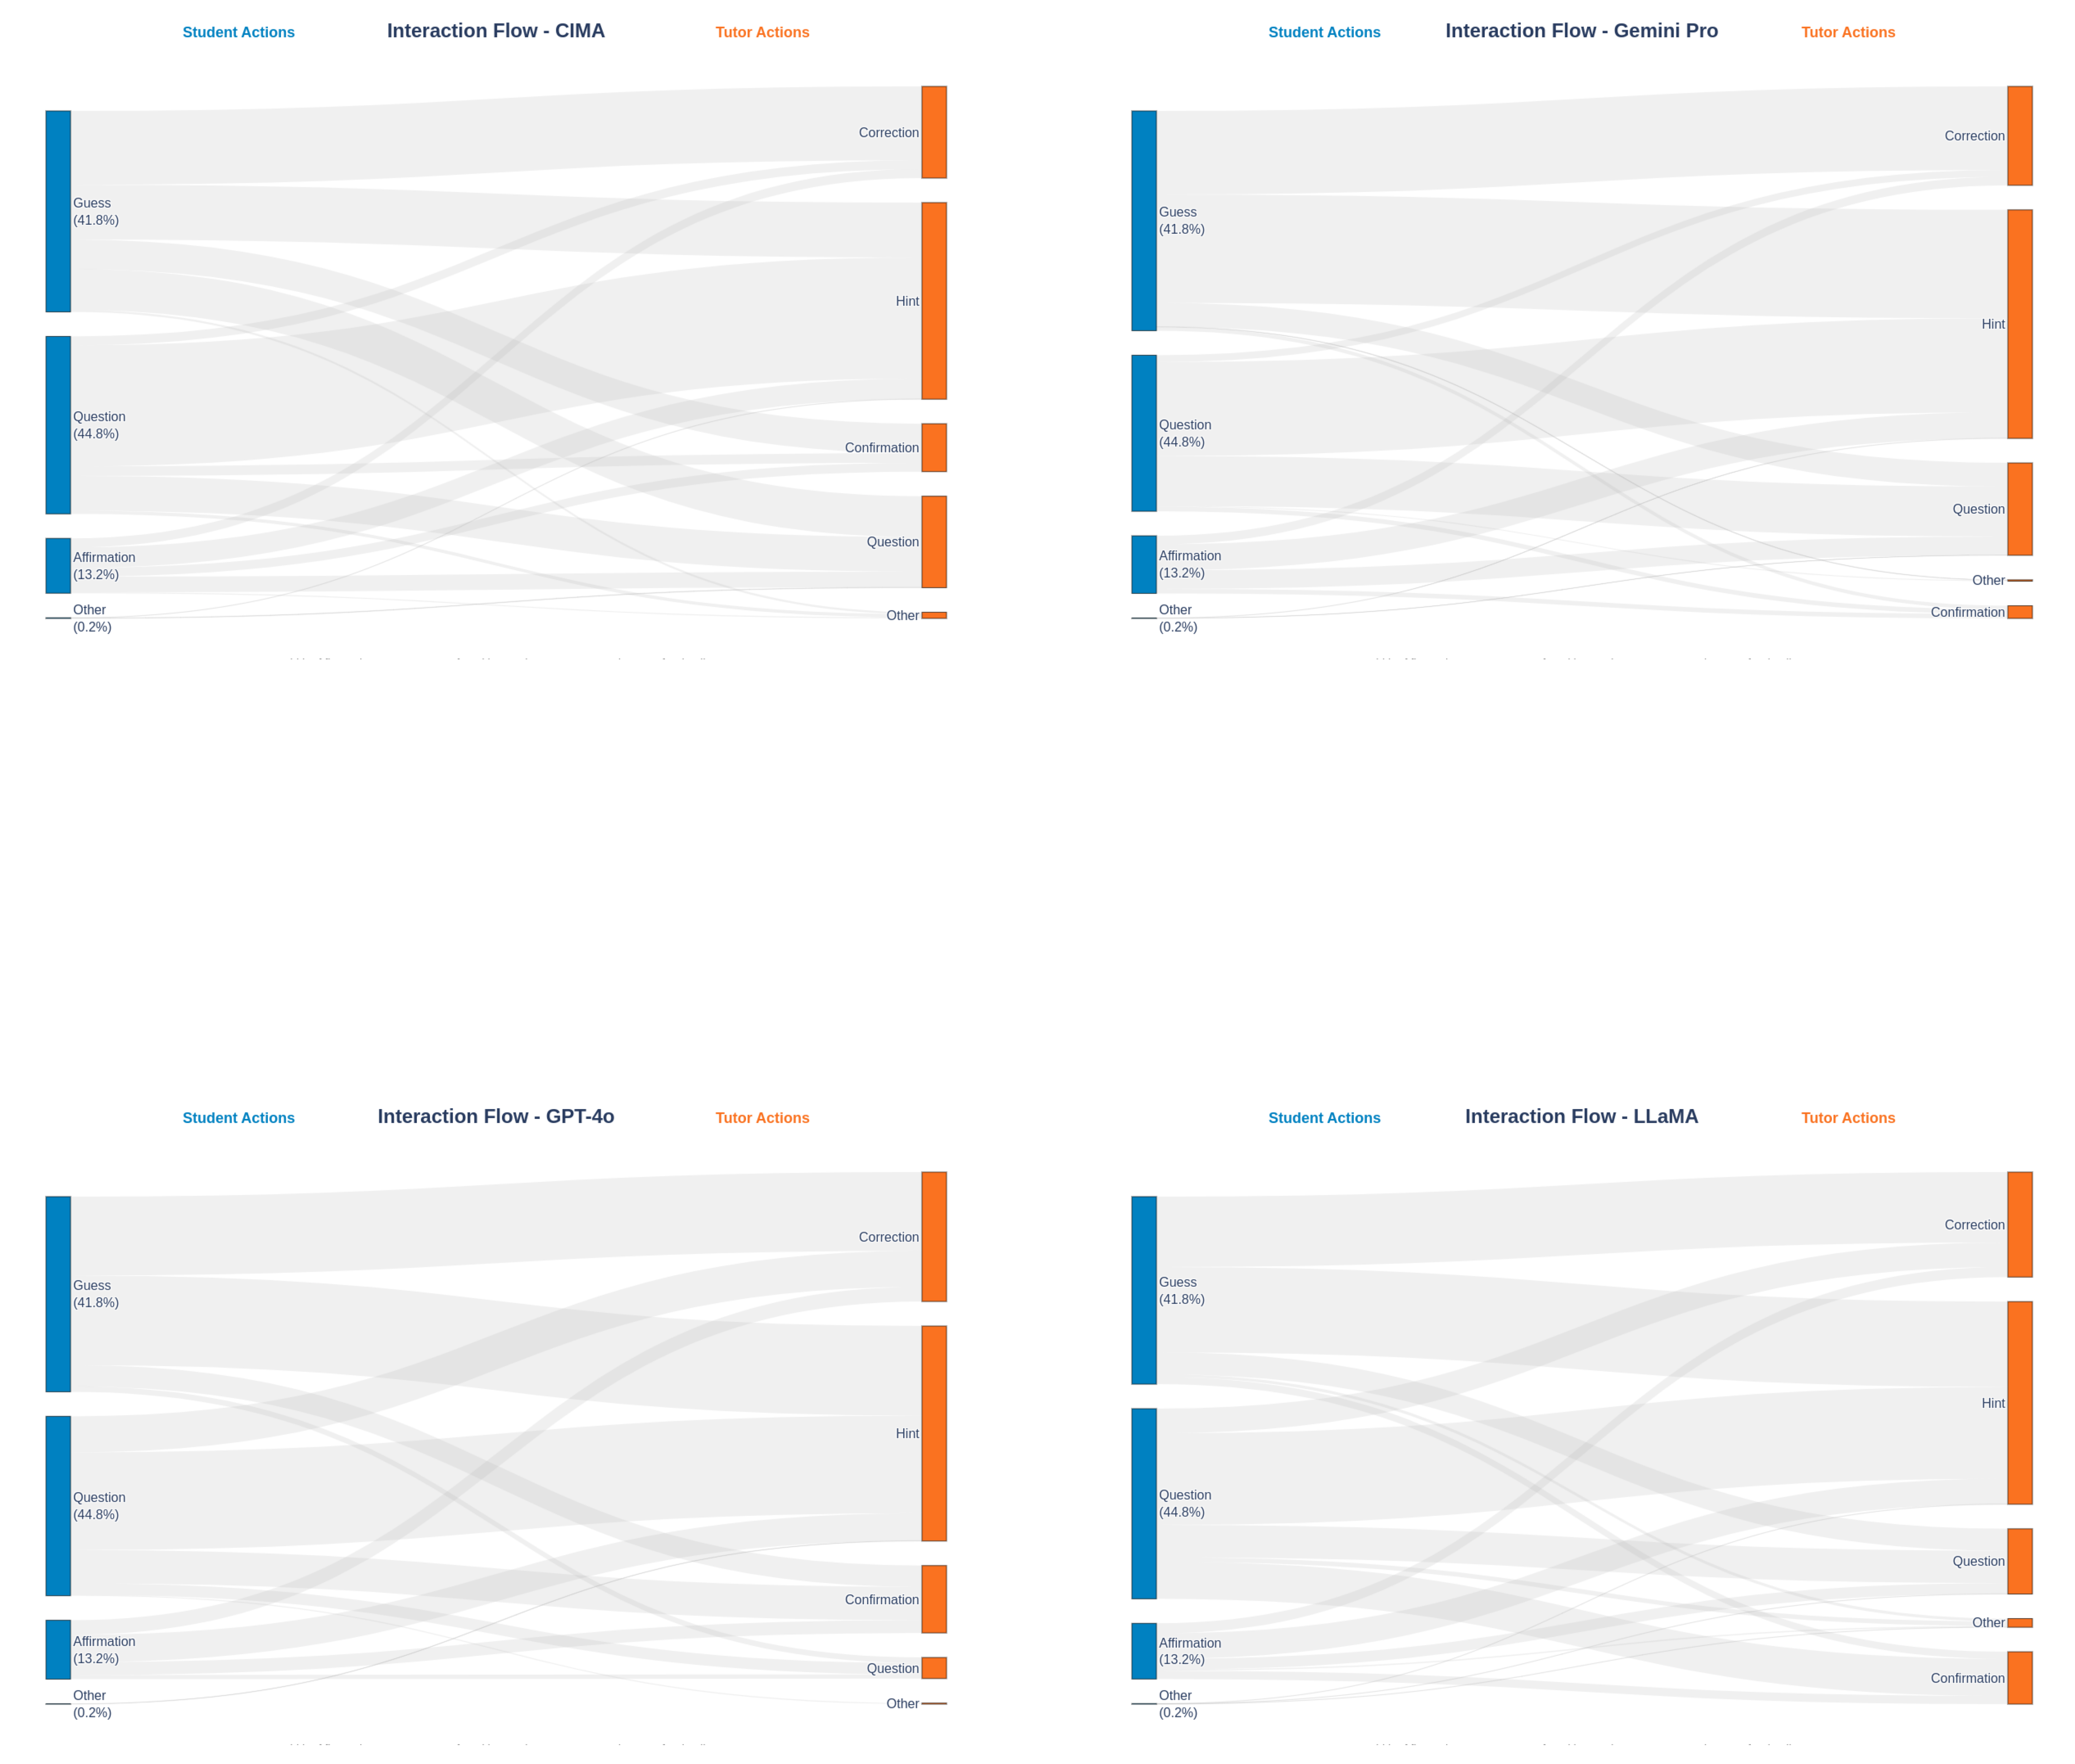 Student Actions
Interaction Flow - CIMA
Tutor Actions
Guess
(41.8%)
Question
(44.8%)
Affirmation
(13.2%)
Other
(0.2%)
Correction
Hint
Confirmation
Question
Other
Student Actions
Interaction Flow - Gemini Pro
Tutor Actions
Guess
(41.8%)
Question
(44.8%)
Affirmation
(13.2%)
Other
(0.2%)
Correction
Hint
Question
Other
Confirmation
Student Actions
Interaction Flow - GPT-4o
Tutor Actions
Guess
(41.8%)
Question
(44.8%)
Affirmation
(13.2%)
Other
(0.2%)
Correction
Hint
Confirmation
Question
Other
Student Actions
Interaction Flow - LLaMA
Tutor Actions
Guess
(41.8%)
Question
(44.8%)
Affirmation
(13.2%)
Other
(0.2%)
Correction
Hint
Question
Other
Confirmation